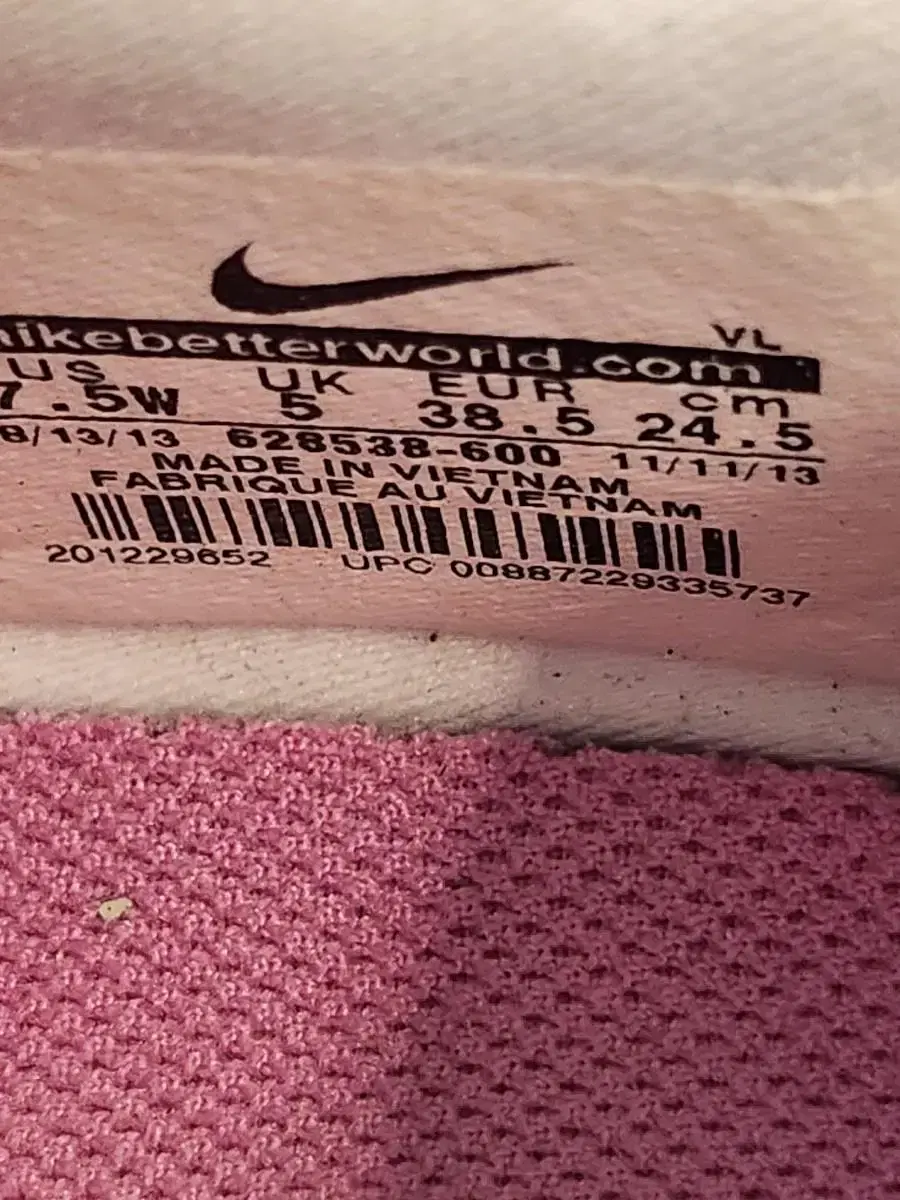 VL
nikebetterworld.com
US UK EUR cm
7.5W 5 38.5 24.5
8/13/13 628538-600 11/11/13
MADE IN VIETNAM
FABRIQUE AU VIETNAM
201229652 UPC 00887229335737